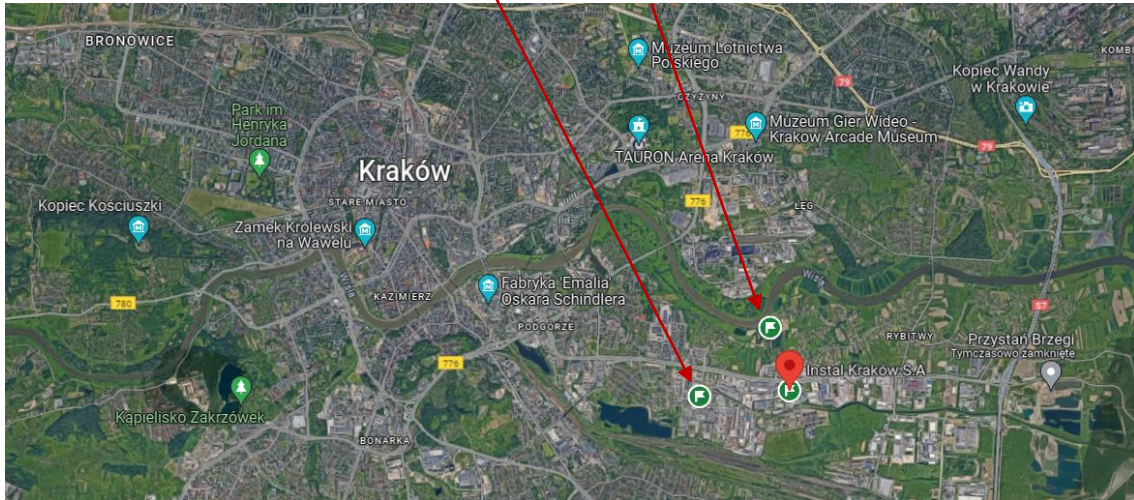 BRONOWICE
Muzeum Lotnictwa
Polskiego
79
Kopiec Wandy
w Krakowie
CZYŻYNY
Park im.
Henryka
Jordana
776
Muzeum Gier Wideo -
Krakow Arcade Museum
79
TAURON Arena Kraków
Kraków
STARE MIASTO
776
ŁĘG
Kopiec Kościuszki
Zamek Królewski
na Wawelu
Wisła
Wisła
780
KAZIMIERZ
Fabryka "Emalia"
Oskara Schindlera
S7
PODGÓRZE
RYBITWY
Przystań Brzegi
Tymczasowo zamknięte
776
Instal Kraków S.A
Kąpielisko Zakrzówek
BONARKA